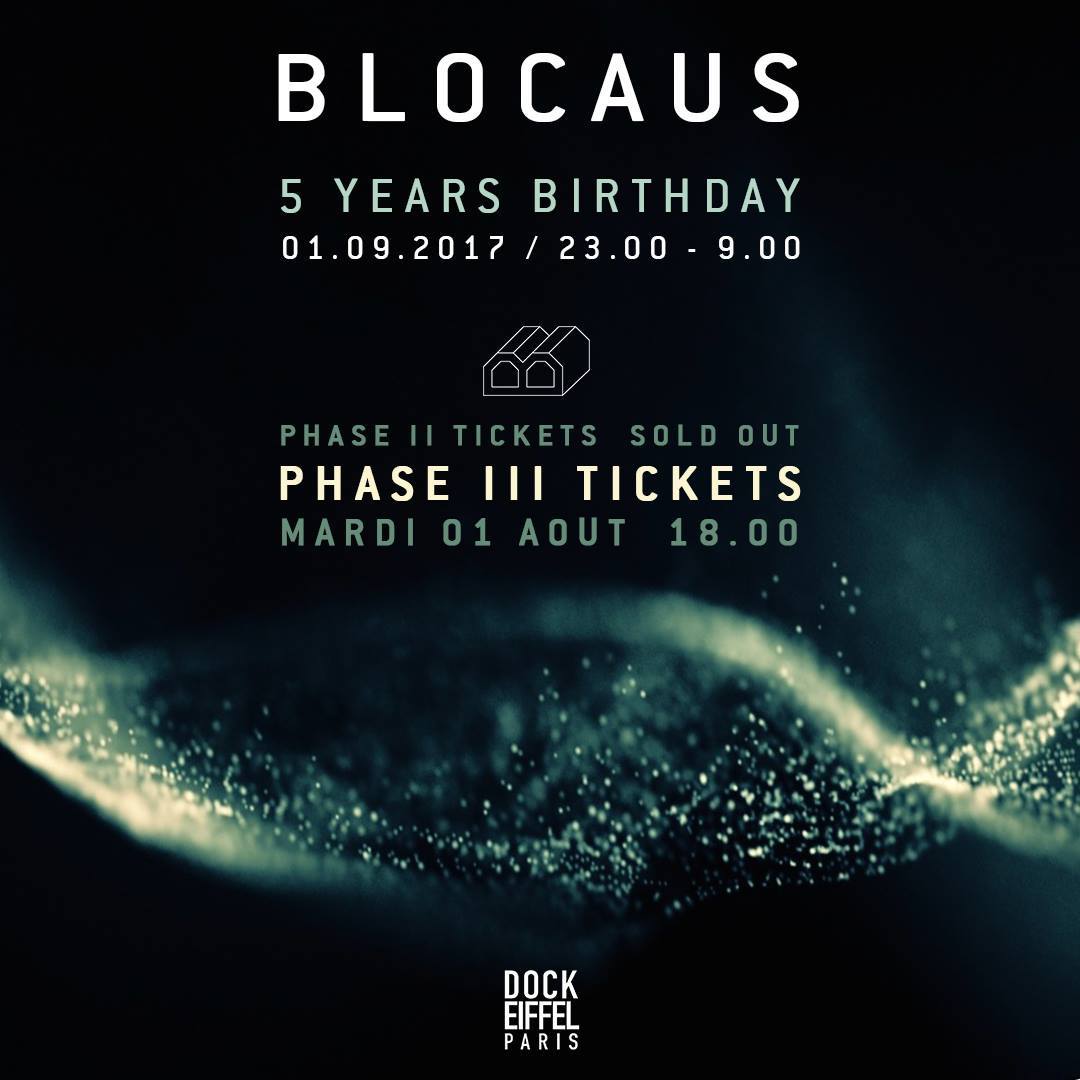 BLOCAUS
5 YEARS BIRTHDAY
01.09.2017 / 23.00 - 9.00
PHASE II TICKETS SOLD OUT
PHASE III TICKETS
MARDI 01 AOUT 18.00
DOCK
EIFFEL
PARIS